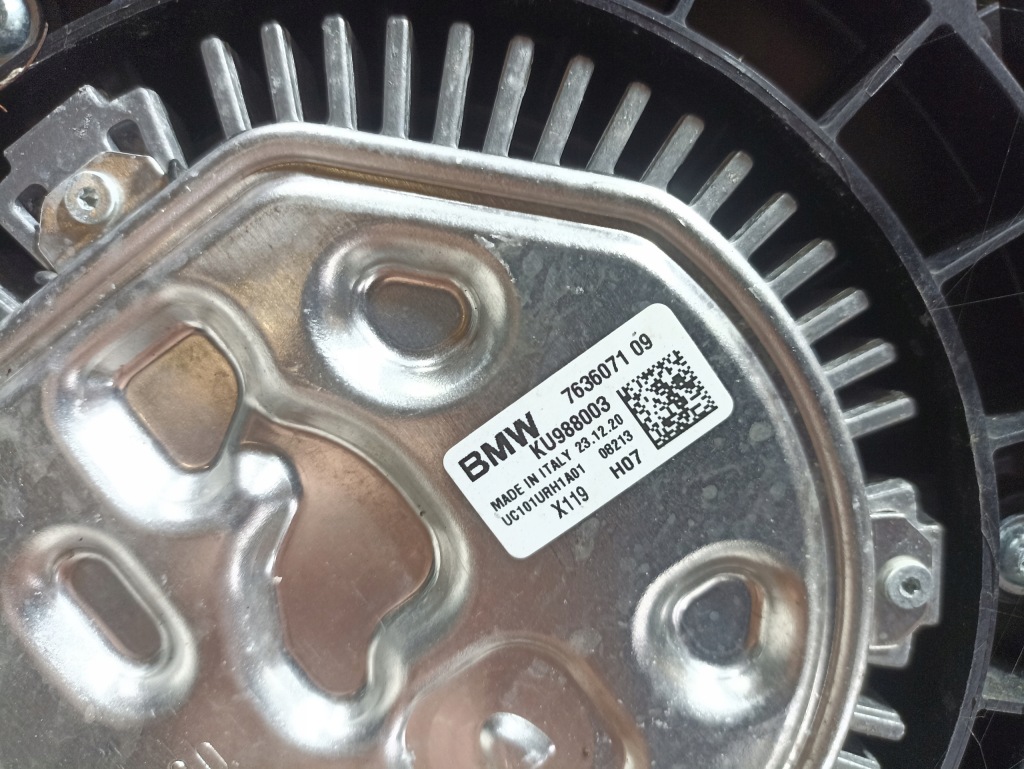 BMW
7636071 09
KU988003
MADE IN ITALY 23.12.20
UC101URH1A01 08213
X119 H07